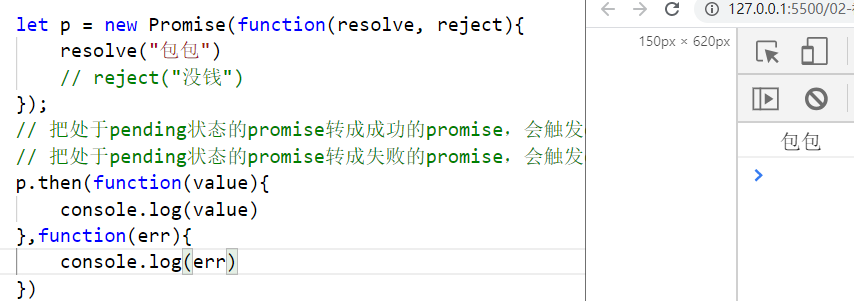 let p = new Promise(function(resolve, reject){
    resolve("包包")
    // reject("没钱")
});
// 把处于pending状态的promise转成成功的promise，会触发
// 把处于pending状态的promise转成失败的promise，会触发
p.then(function(value){
    console.log(value)
},function(err){
    console.log(err)
})
127.0.0.1:5500/02-
150px × 620px
包包